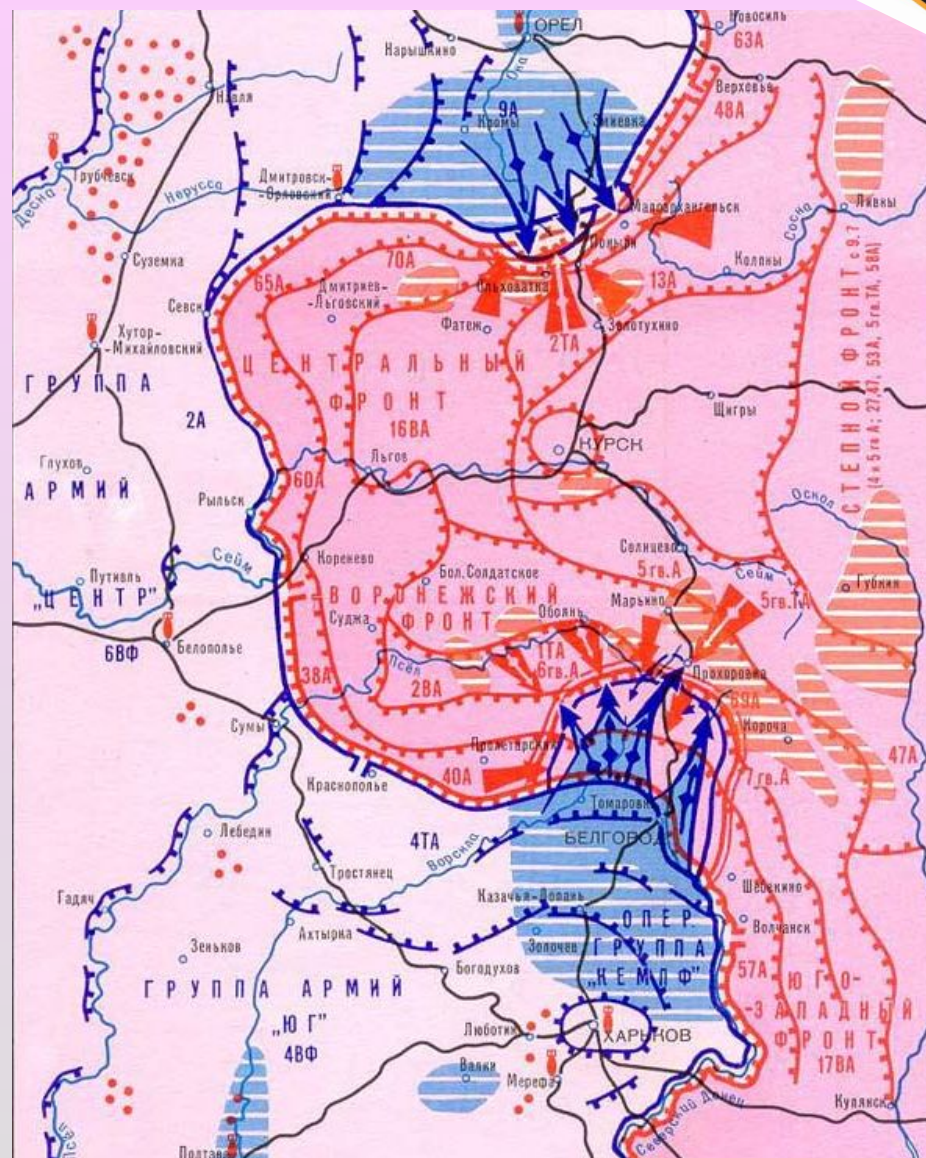 ОРЕЛ
Новосиль
63А
Нарышкино
Ока
Верховье
Навля
9А
48А
Кромы
Змиевка
Трубчевск
Десна
Нерусса
Дмитровск-
-Орловский
Ливны
Малоархангельск
Сосна
Поныри
Суземка
70А
Колпны
65А
Ольховатка
13А
Дмитриев-
-Льговский
Севск
Фатеж
Золотухино
Хутор-
-Михайловский
2ТА
ЦЕНТРАЛЬНЫЙ
ФРОНТ
16ВА
ГРУППА
2А
Щигры
СТЕПНОЙ ФРОНТ с 9.7
(4 и 5 гв А; 27,47, 53А, 5 гв.ТА, 5ВА)
КУРСК
Льгов
Глухов
60А
АРМИЙ
Рыльск
Оскол
Солнцево
Коренево
Сейм
5гв.А
Сейм
Путивль
Бол.Солдатское
Губкин
„ЦЕНТР"
ВОРОНЕЖСКИЙ
Марьино
5гв.ТА
Суджа
ФРОНТ
Обоянь
6ВФ
Белополье
1ТА
6гв.А
Псёл
Прохоровка
38А
2ВА
69А
Сумы
Короча
Пролетарский
47А
40А
7гв.А
Краснополье
Томаровка
Лебедин
4ТА
БЕЛГОРОД
Ворскла
Тростянец
Шебекино
Гадяч
Казачья-Лопань
ОПЕР.
Волчанск
Ахтырка
Зеньков
Золочев
ГРУППА
Богодухов
„КЕМПФ"
57А
ЮГО-
ГРУППА АРМИЙ
-ЗАПАДНЫЙ
„ЮГ"
Люботин
ХАРЬКОВ
ФРОНТ
4ВФ
17ВА
Валки
Мерефа
Купянск
Северский Донец
Псёл
Полтава